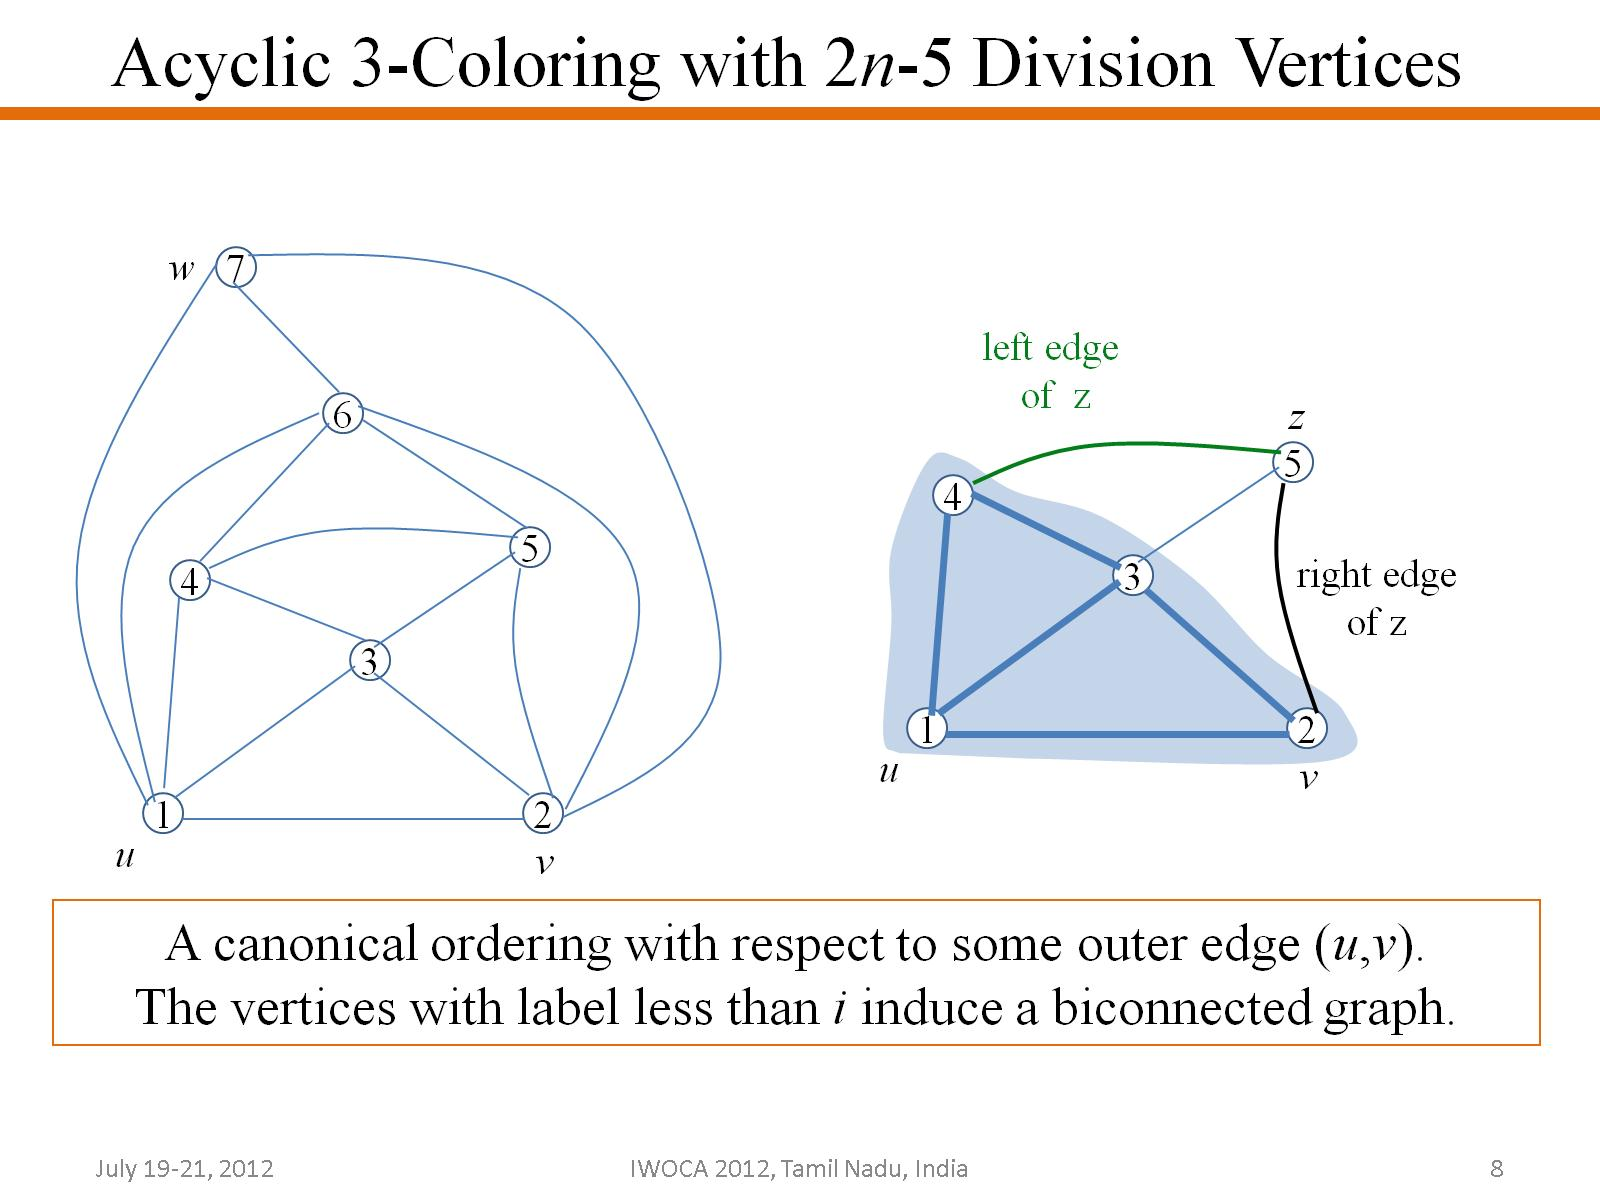 Acyclic 3-Coloring with 2n-5 Division Vertices
w
7
6
5
4
3
1
2
u
v
left edge
of z
z
5
4
3
right edge
of z
1
2
u
v
A canonical ordering with respect to some outer edge (u,v).
The vertices with label less than i induce a biconnected graph.
July 19-21, 2012
IWOCA 2012, Tamil Nadu, India
8